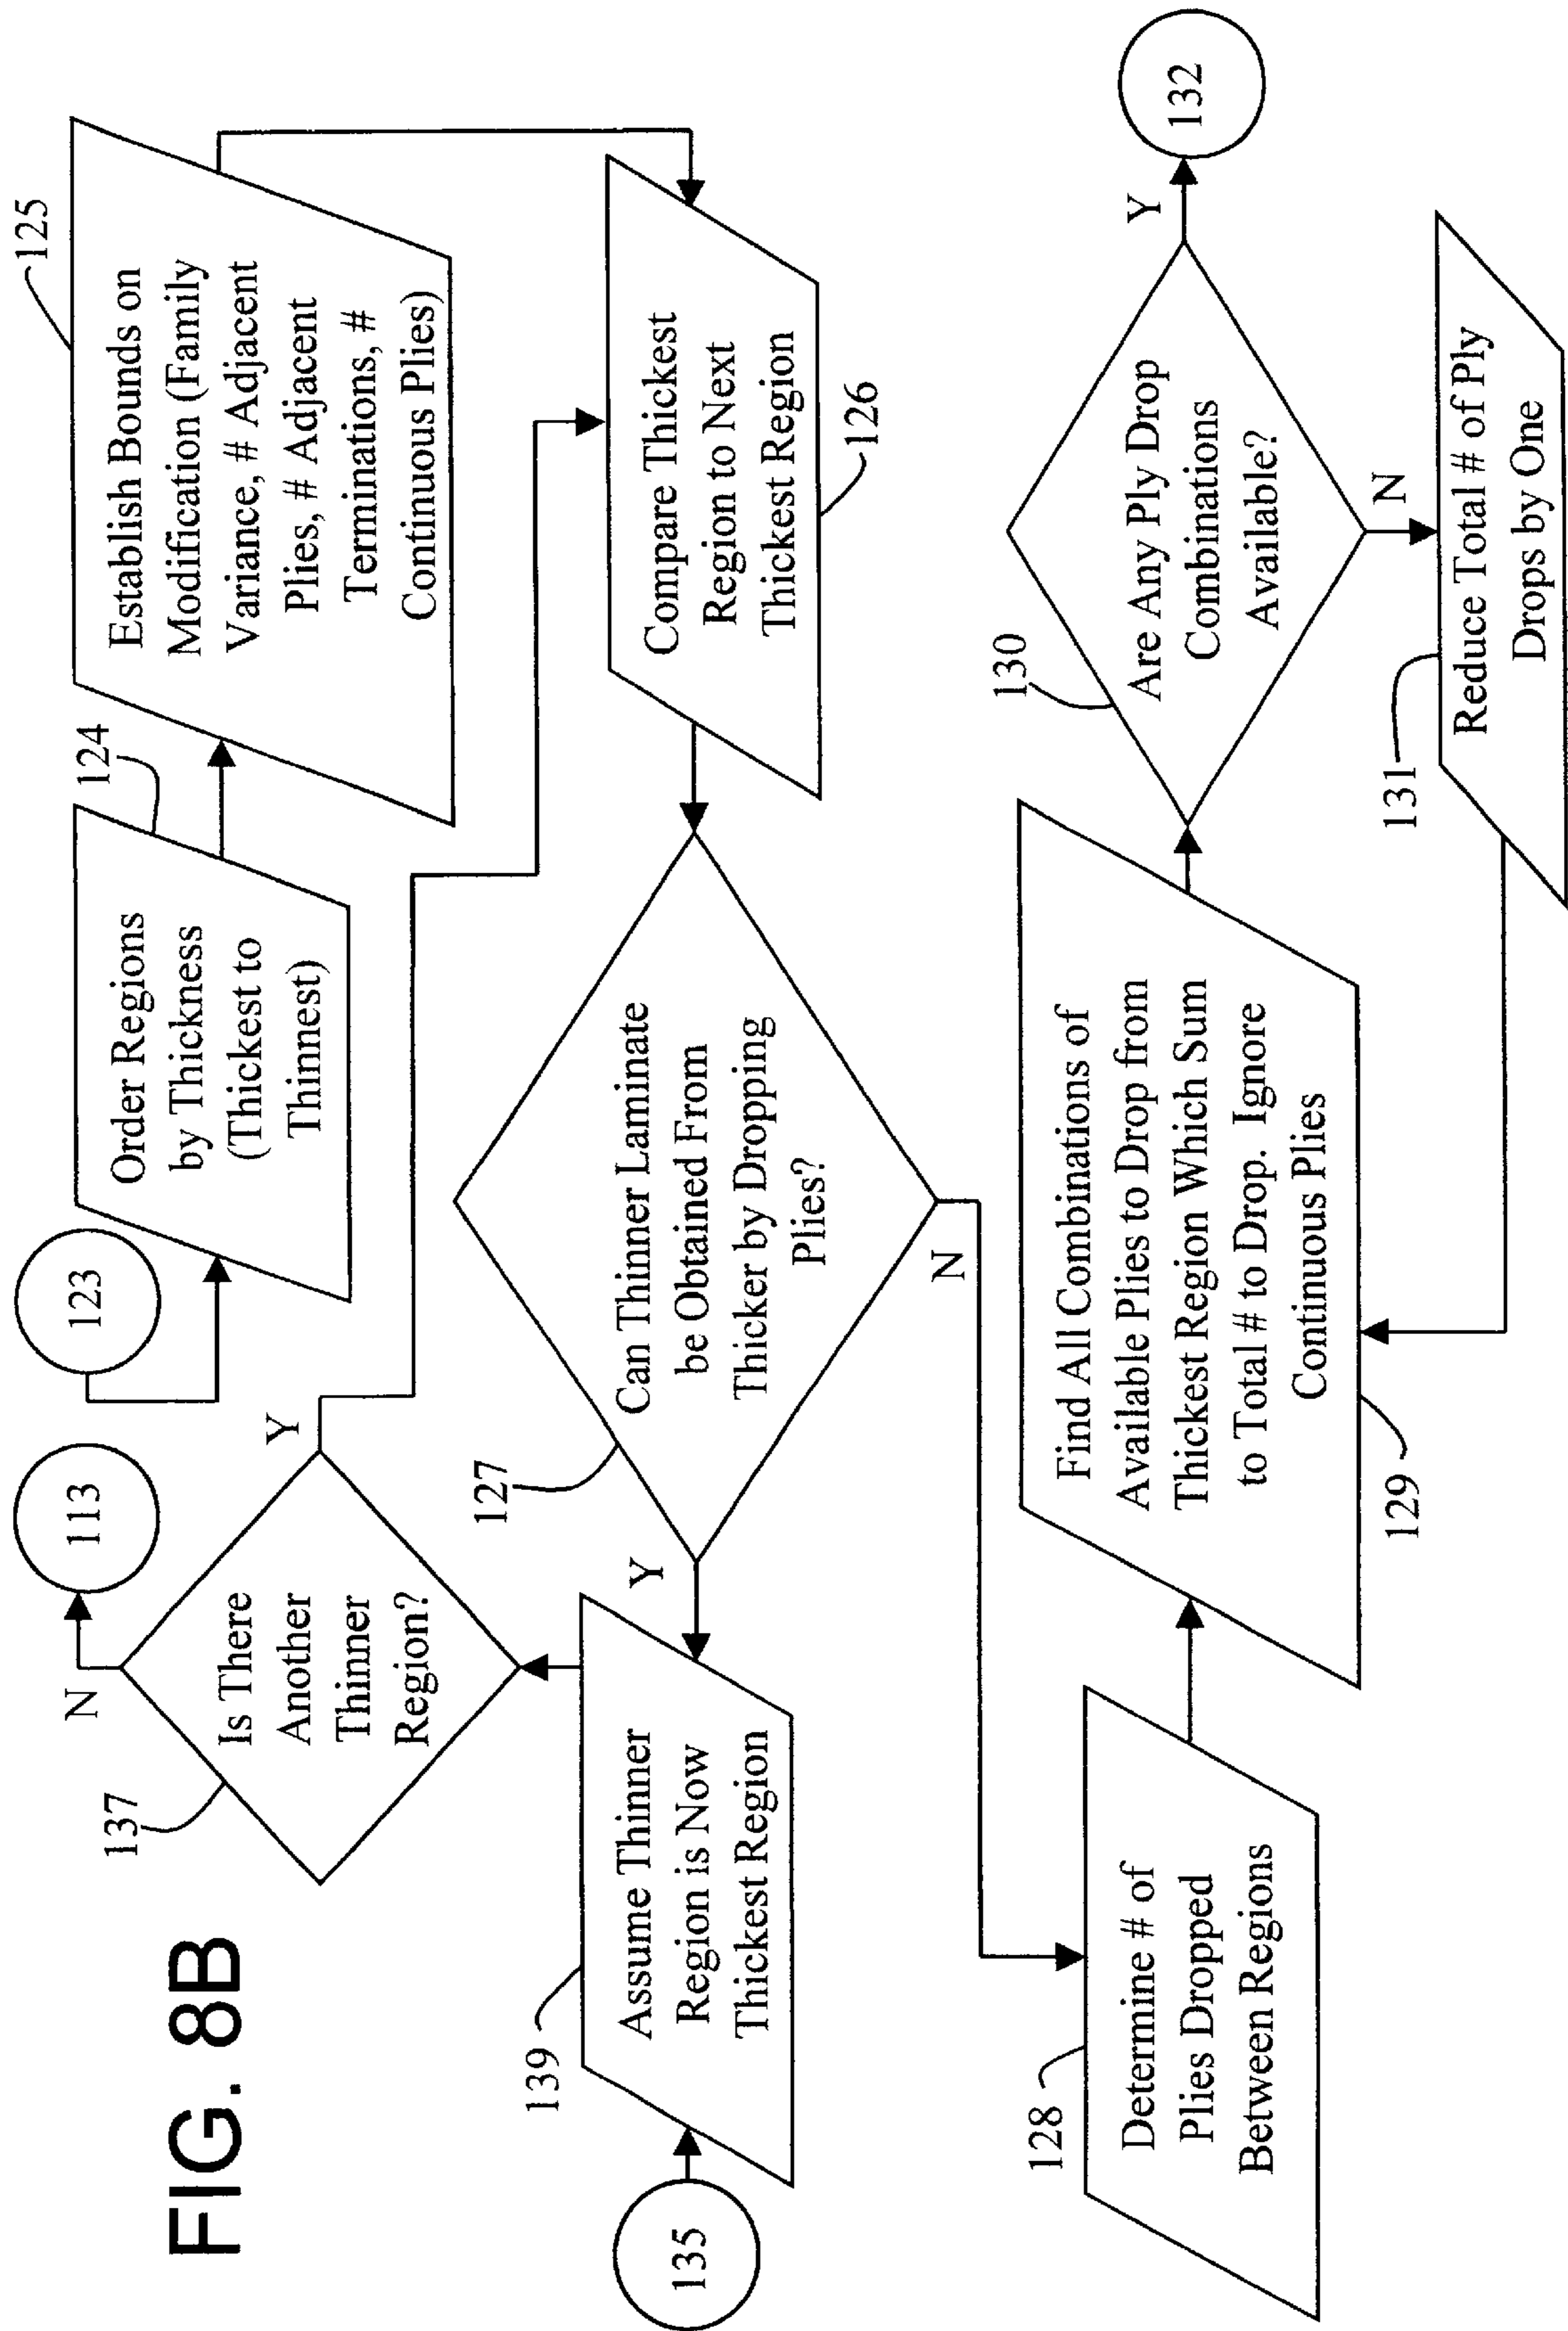 FIG. 8B
123
Order Regions
by Thickness
(Thickest to
Thinnest)
124
Establish Bounds on
Modification (Family
Variance, # Adjacent
Plies, # Adjacent
Terminations, #
Continuous Plies)
125
113
N
Y
137
Is There
Another
Thinner
Region?
135
139
Assume Thinner
Region is Now
Thickest Region
Y
127
Can Thinner Laminate
be Obtained From
Thicker by Dropping
Plies?
N
Compare Thickest
Region to Next
Thickest Region
126
128
Determine # of
Plies Dropped
Between Regions
Find All Combinations of
Available Plies to Drop from
Thickest Region Which Sum
to Total # to Drop.  Ignore
Continuous Plies
129
130
Are Any Ply Drop
Combinations
Available?
Y
132
N
131
Reduce Total # of Ply
Drops by One